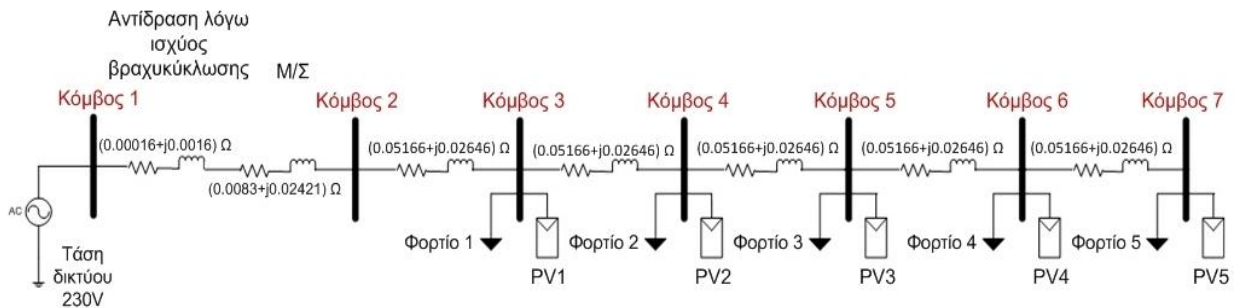 Αντίδραση λόγω
ισχύος
βραχυκύκλωσης
Μ/Σ
Κόμβος 1
Κόμβος 2
Κόμβος 3
Κόμβος 4
Κόμβος 5
Κόμβος 6
Κόμβος 7
(0.00016+j0.0016) Ω
(0.0083+j0.02421) Ω
(0.05166+j0.02646) Ω
(0.05166+j0.02646) Ω
(0.05166+j0.02646) Ω
(0.05166+j0.02646) Ω
(0.05166+j0.02646) Ω
AC
Τάση
δικτύου
230V
Φορτίο 1
PV1
Φορτίο 2
PV2
Φορτίο 3
PV3
Φορτίο 4
PV4
Φορτίο 5
PV5